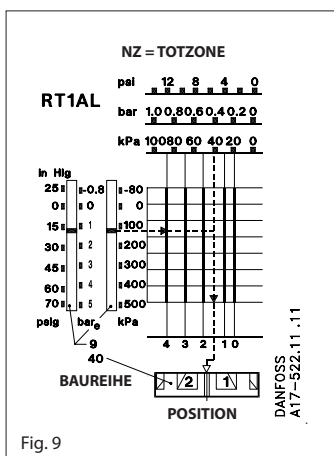 NZ = TOTZONE
psi 12 8 4 0
RT1AL
bar 1.0 0.8 0.6 0.4 0.2 0
kPa 100 80 60 40 20 0
in Hg
25 -0.8 -80
0 0 0
15 1 100
30 2 200
45 3 300
60 4 400
70 5 500
psig bare kPa
4 3 2 1 0
9
40
BAUREIHE 2 1
POSITION
DANFOSS
A17-522.11.11
Fig. 9